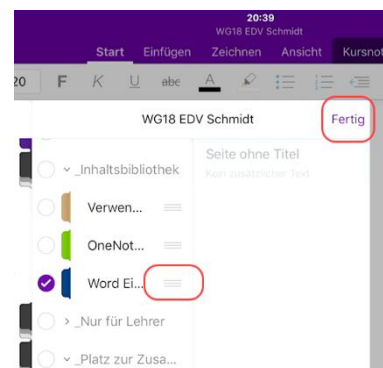 20:39
WG18 EDV Schmidt
Start Einfügen Zeichnen Ansicht Kursnot
20 F K U abc A
WG18 EDV Schmidt Fertig
_Inhaltsbibliothek
Seite ohne Titel
Kein zusätzlicher Text
Verwen...
OneNot...
Word Ei...
_Nur für Lehrer
_Platz zur Zusa...